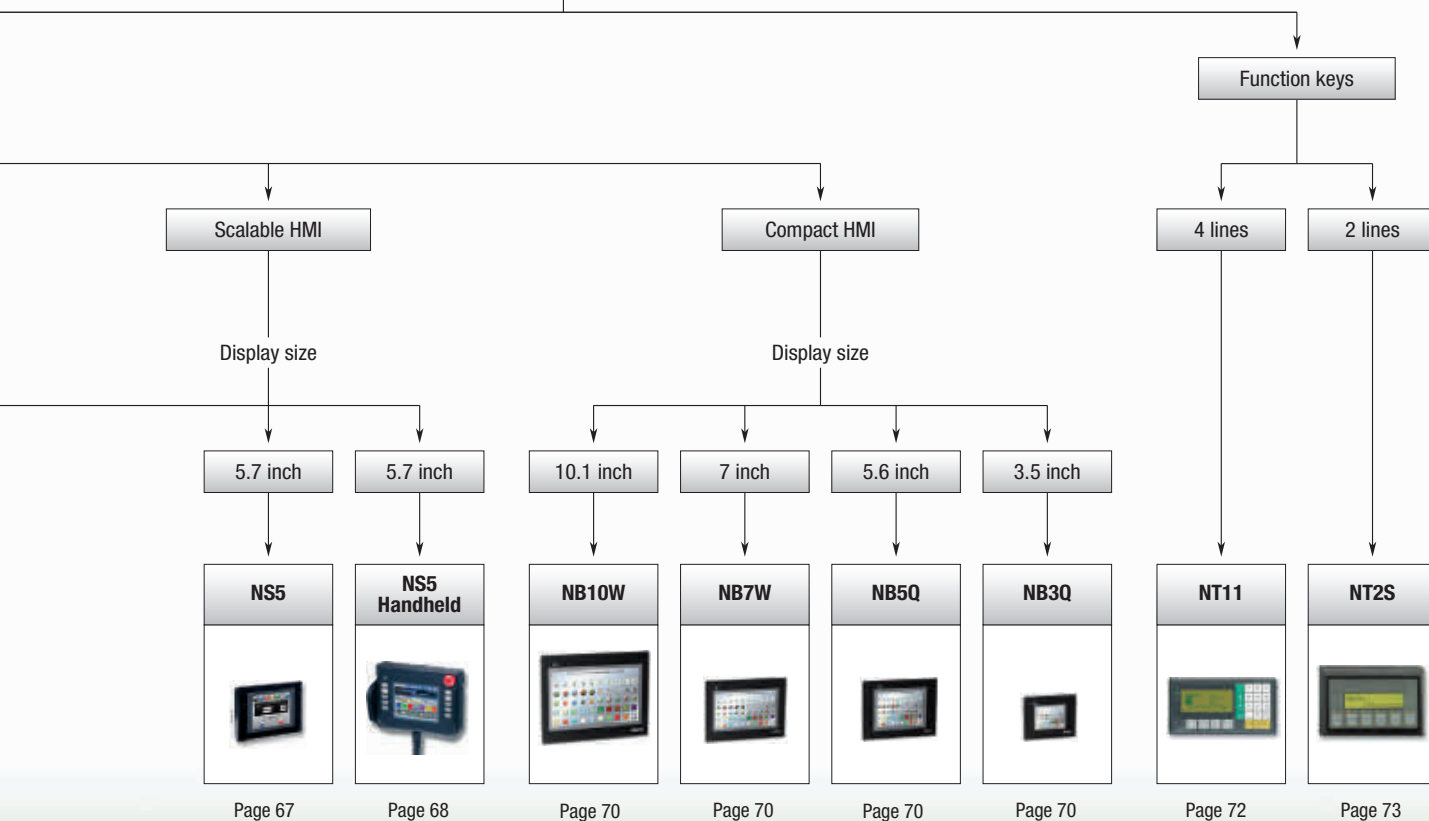 Function keys
Scalable HMI
Compact HMI
4 lines
2 lines
Display size
Display size
5.7 inch
5.7 inch
10.1 inch
7 inch
5.6 inch
3.5 inch
NS5
NS5
Handheld
NB10W
NB7W
NB5Q
NB3Q
NT11
NT2S
Page 67
Page 68
Page 70
Page 70
Page 70
Page 70
Page 72
Page 73